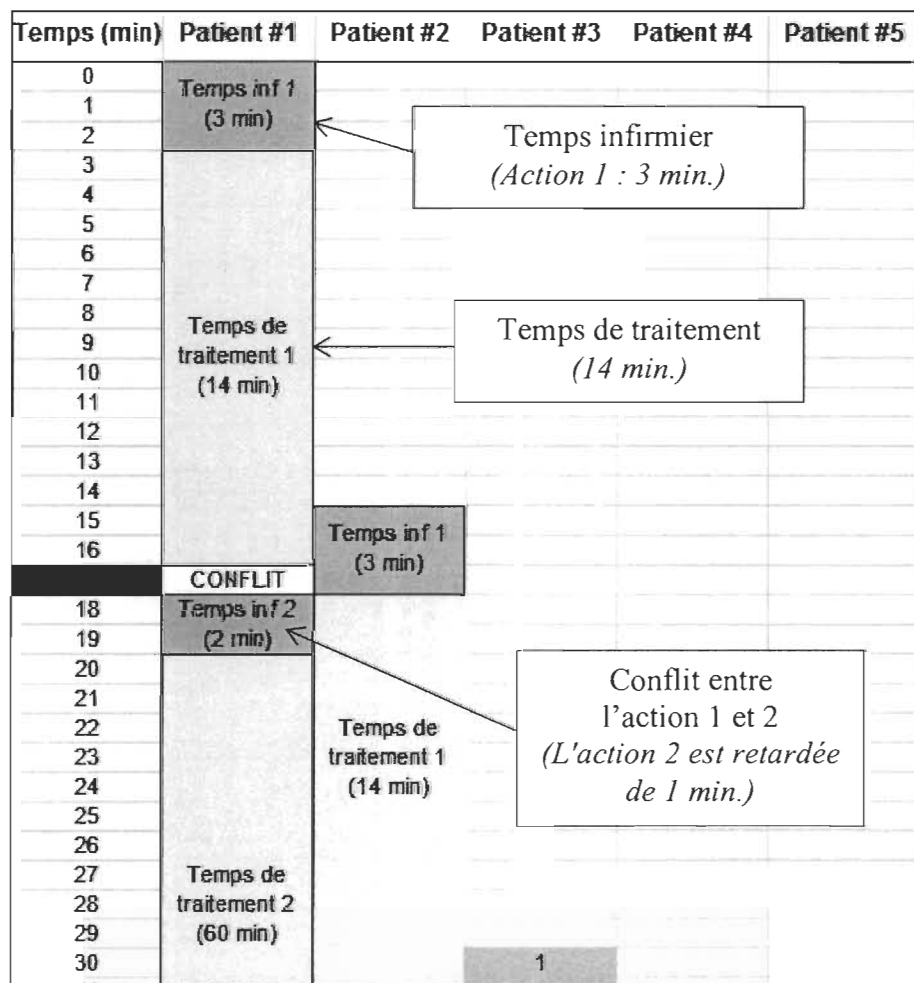 Temps (min) Patient #1 Patient #2 Patient #3 Patient #4 Patient #5
0
Temps inf 1
1
(3 min)
2
Temps infirmier
(Action 1 : 3 min.)
3
4
5
6
7
8
Temps de
9
traitement 1
10
(14 min)
Temps de traitement
(14 min.)
11
12
13
14
15
Temps inf 1
16
(3 min)
CONFLIT
18
Temps inf 2
19
(2 min)
20
21
22
Temps de
23
traitement 1
24
(14 min)
Conflit entre
l'action 1 et 2
(L'action 2 est retardée
de 1 min.)
25
26
27
Temps de
28
traitement 2
29
(60 min)
30
1